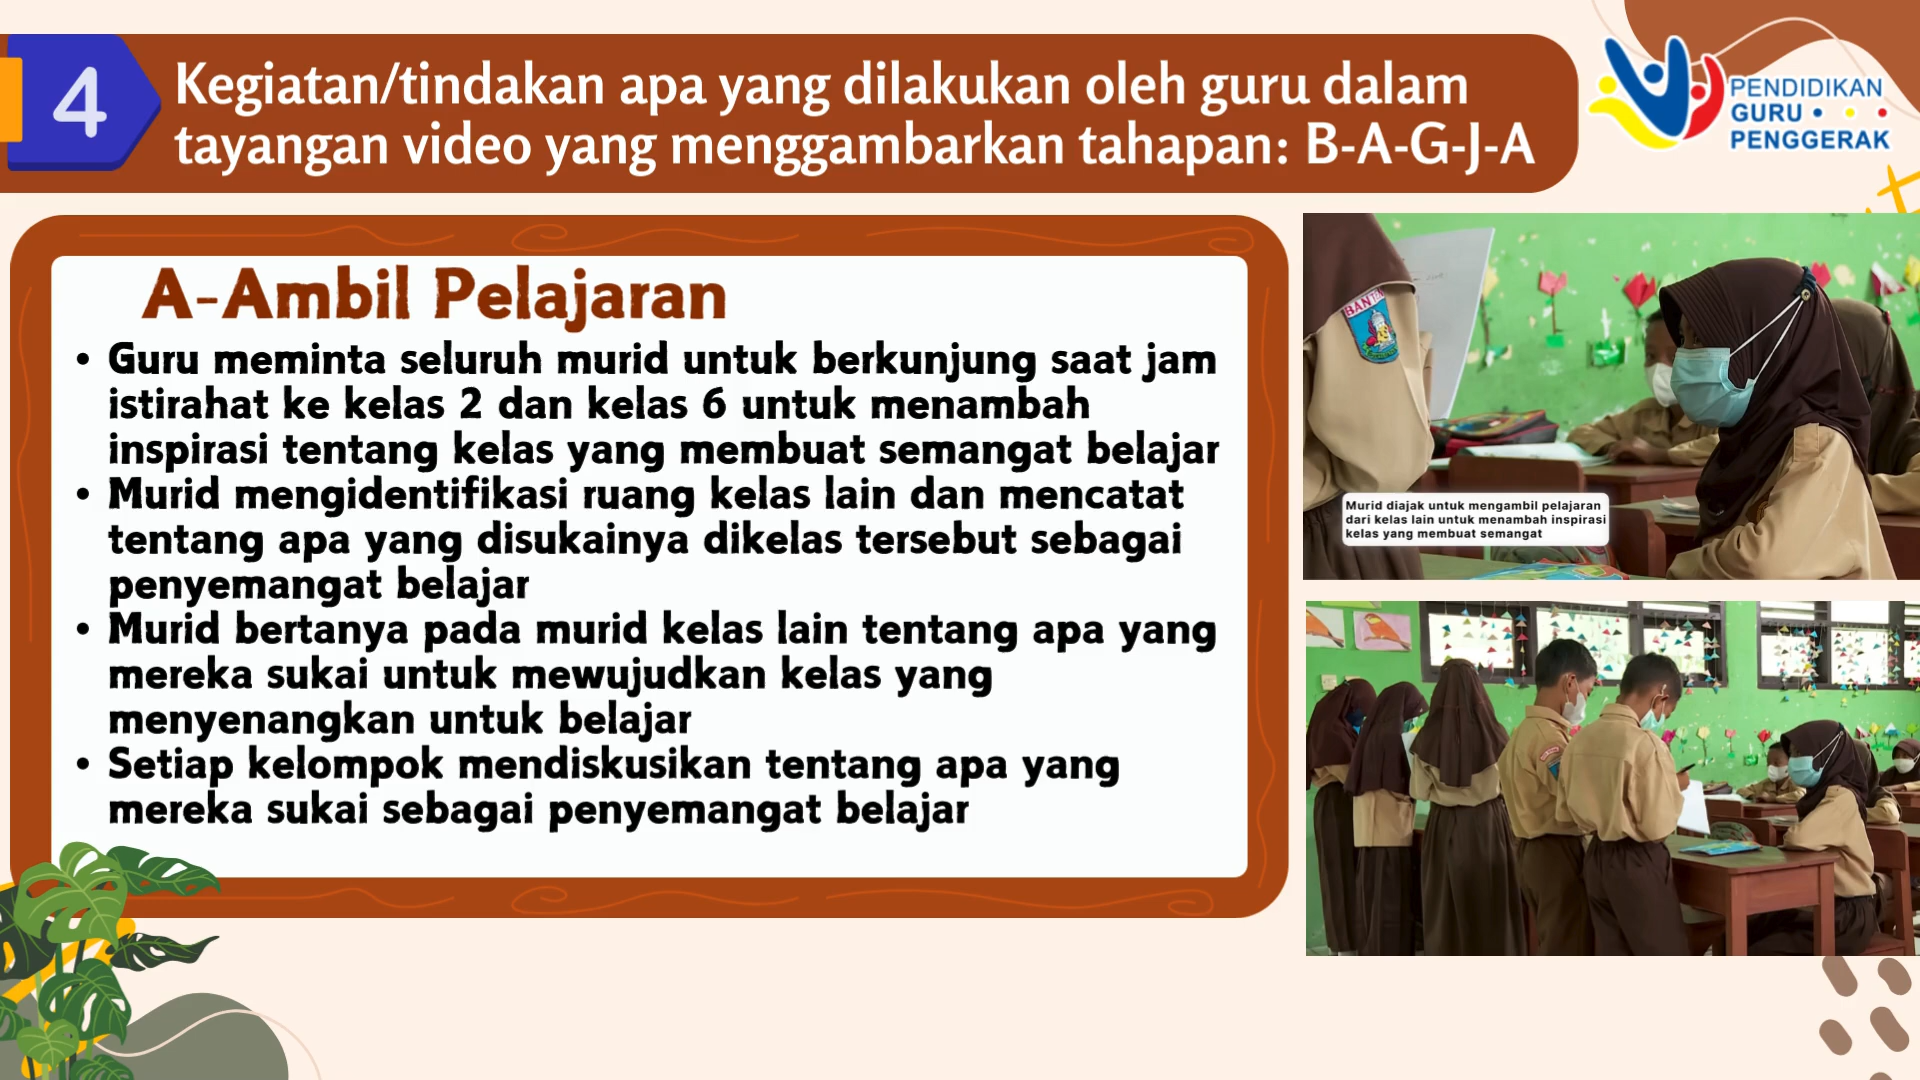 4
Kegiatan/tindakan apa yang dilakukan oleh guru dalam
tayangan video yang menggambarkan tahapan: B-A-G-J-A
PENDIDIKAN
GURU
PENGGERAK
A-Ambil Pelajaran
• Guru meminta seluruh murid untuk berkunjung saat jam
istirahat ke kelas 2 dan kelas 6 untuk menambah
inspirasi tentang kelas yang membuat semangat belajar
• Murid mengidentifikasi ruang kelas lain dan mencatat
tentang apa yang disukainya dikelas tersebut sebagai
penyemangat belajar
• Murid bertanya pada murid kelas lain tentang apa yang
mereka sukai untuk mewujudkan kelas yang
menyenangkan untuk belajar
• Setiap kelompok mendiskusikan tentang apa yang
mereka sukai sebagai penyemangat belajar
BANTEN
Murid diajak untuk mengambil pelajaran
dari kelas lain untuk menambah inspirasi
kelas yang membuat semangat